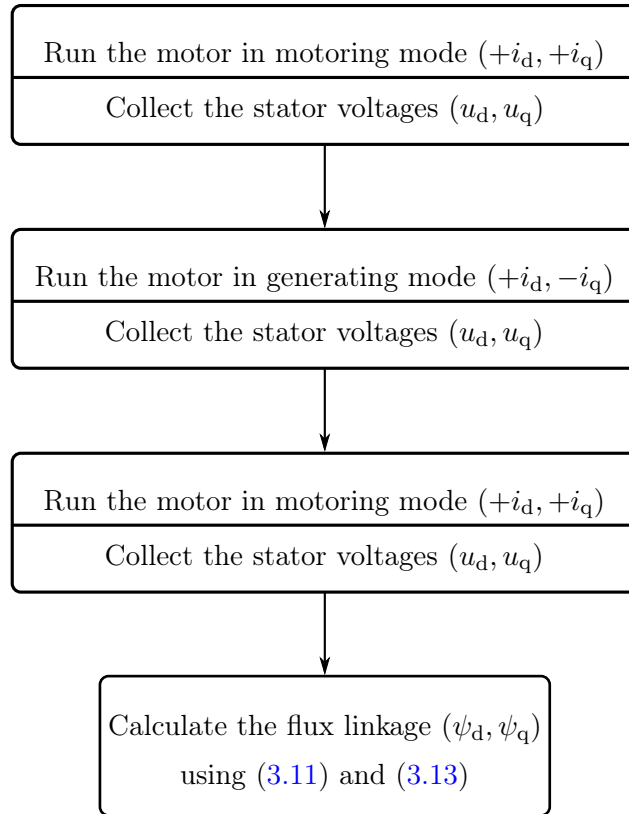 Run the motor in motoring mode (+i_d, +i_q)
Collect the stator voltages (u_d, u_q)
Run the motor in generating mode (+i_d, −i_q)
Collect the stator voltages (u_d, u_q)
Run the motor in motoring mode (+i_d, +i_q)
Collect the stator voltages (u_d, u_q)
Calculate the flux linkage (ψ_d, ψ_q)
using (3.11) and (3.13)